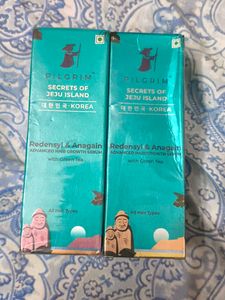 PILGRIM
SECRETS OF
JEJU ISLAND
대한민국·KOREA
Redensyl & Anagain
ADVANCED HAIR GROWTH SERUM
with Green Tea
All Hair Types
PILGRIM
SECRETS OF
JEJU ISLAND
대한민국·KOREA
Redensyl & Anagain
ADVANCED HAIR GROWTH SERUM
with Green Tea
All Hair Types